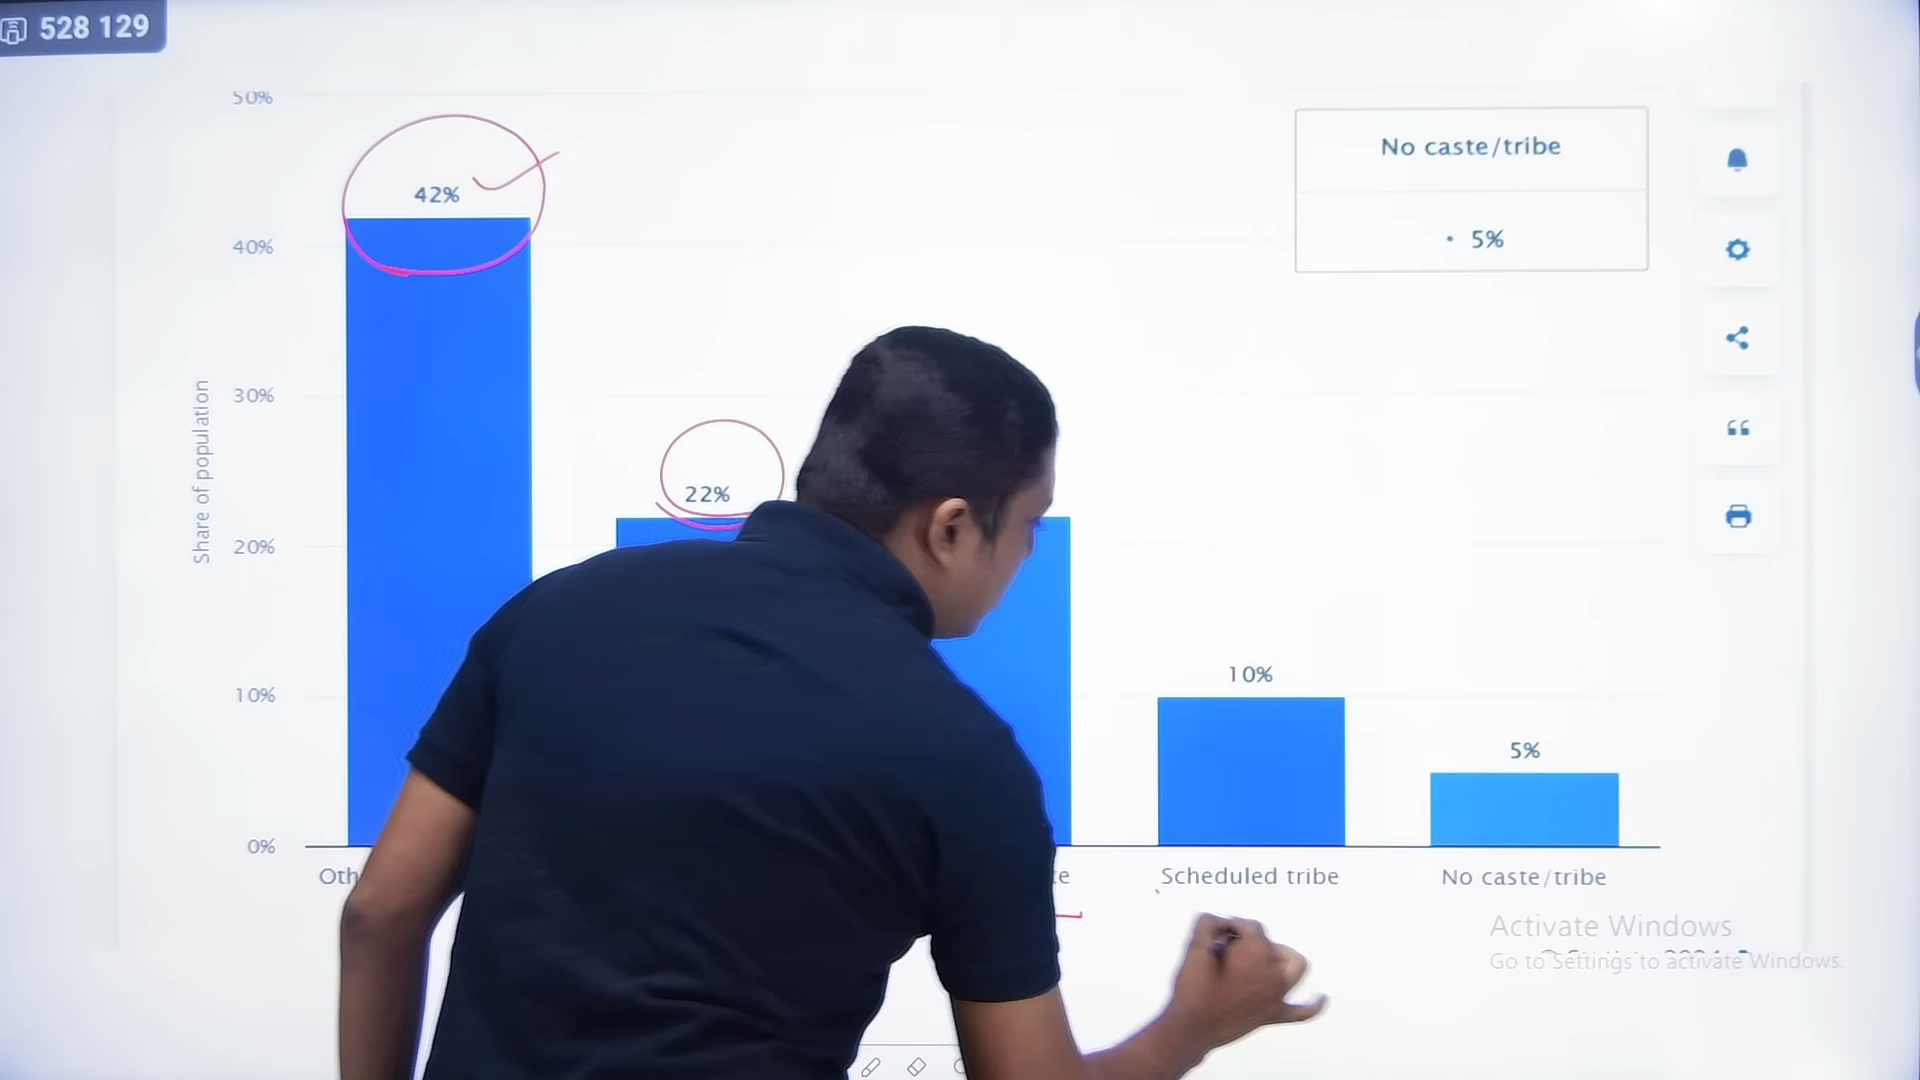 528 129
50%
No caste/tribe
5%
42%
40%
30%
Share of population
22%
20%
10%
10%
5%
0%
Scheduled tribe
No caste/tribe
Activate Windows
Go to Settings to activate Windows.